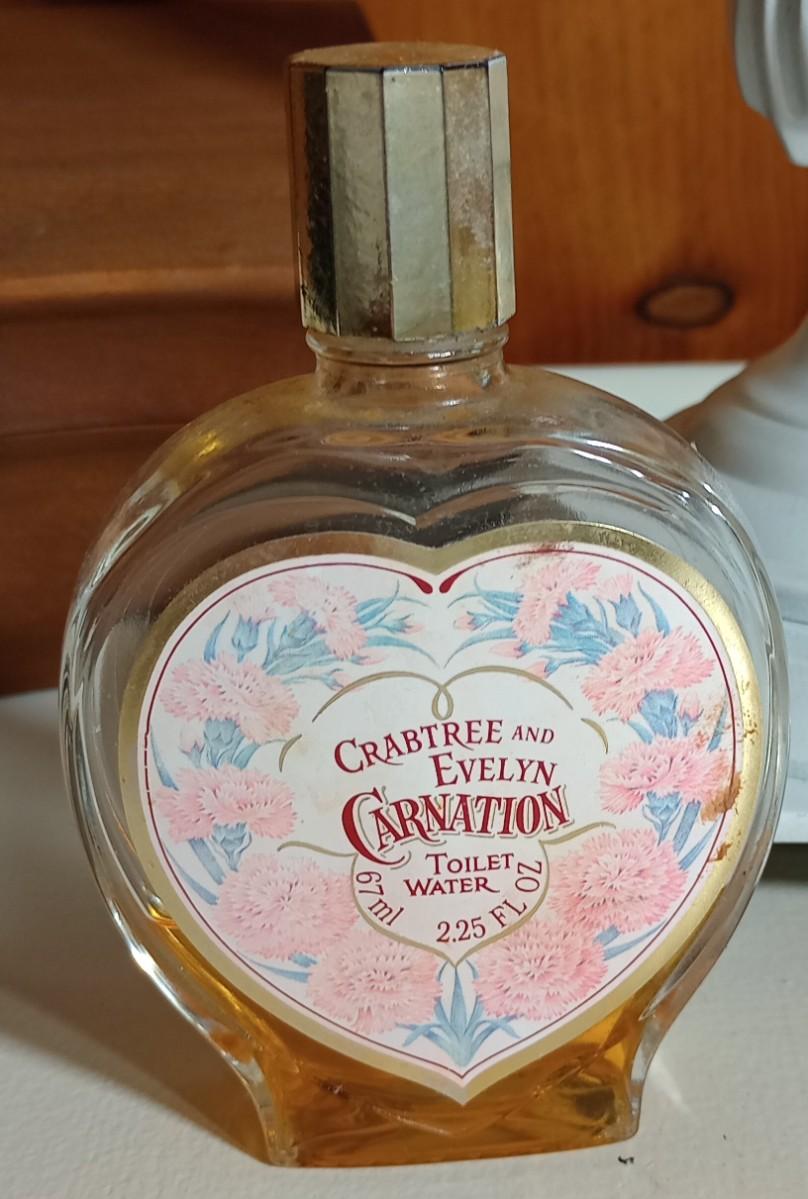 CRABTREE AND
EVELYN
CARNATION
TOILET
WATER
67 ml 2.25 FL OZ